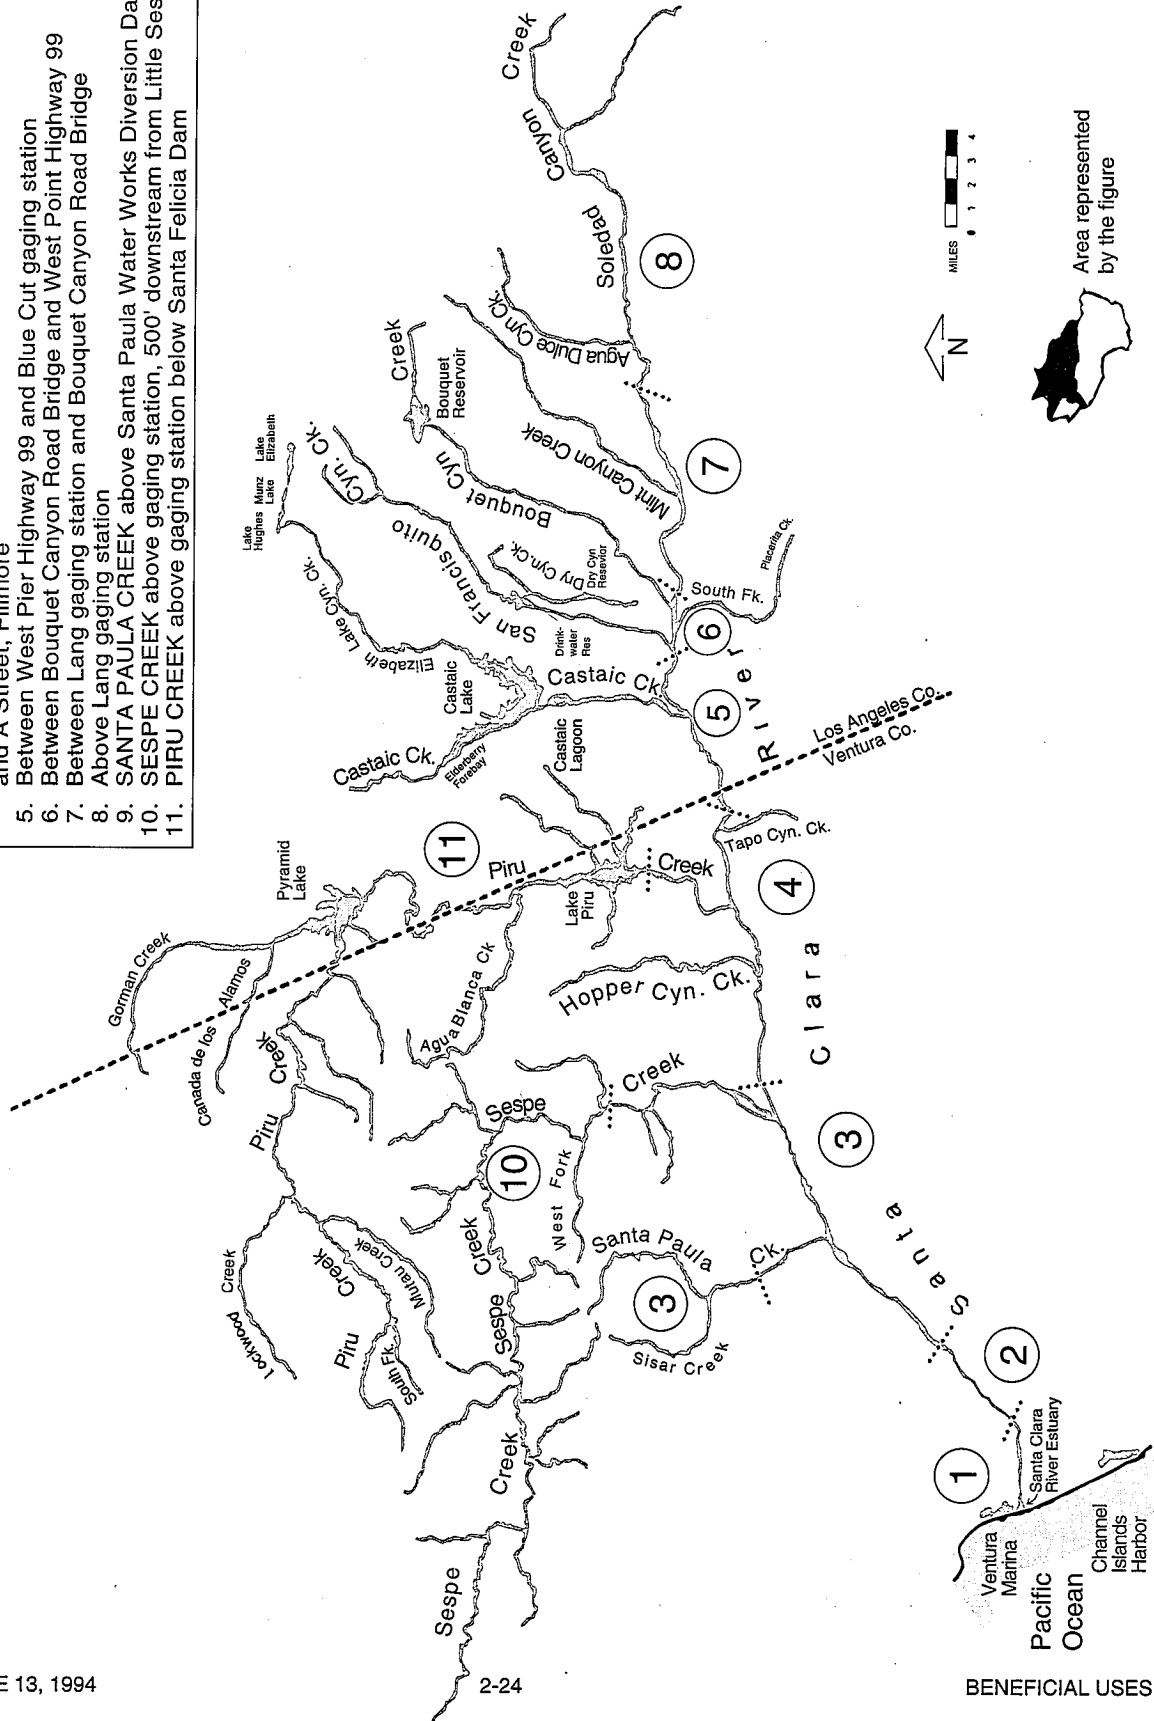 and A Street, Fillmore
5. Between West Pier Highway 99 and Blue Cut gaging station
6. Between Bouquet Canyon Road Bridge and West Point Highway 99
7. Between Lang gaging station and Bouquet Canyon Road Bridge
8. Above Lang gaging station
9. SANTA PAULA CREEK above Santa Paula Water Works Diversion Da
10. SESPE CREEK above gaging station, 500' downstream from Little Ses
11. PIRU CREEK above gaging station below Santa Felicia Dam
Gorman Creek
Canada de los Alamos
Pyramid
Lake
11
Piru
Creek
Lockwood Creek
Piru
Creek
South Fk.
Mutau Creek
Agua Blanca Ck
Piru
Lake
Piru
Creek
Hopper Cyn. Ck.
Sespe
Creek
Sespe
Creek
Sespe
10
West Fork
Creek
Santa Paula
Ck.
3
Sisar Creek
Castaic Ck.
Elderberry
Forebay
Castaic
Lake
Castaic
Lagoon
Castaic Ck
Elizabeth Lake Cyn. Ck.
Lake
Hughes
Munz
Lake
Lake
Elizabeth
San Francisquito Cyn. Ck.
Drink-
water
Res
Dry Cyn. Ck.
Dry Cyn
Resevior
Bouquet Cyn
Creek
Bouquet
Reservoir
Mint Canyon Creek
Agua Dulce Cyn Ck.
Soledad Canyon Creek
South Fk.
Placerita Ck.
Tapo Cyn. Ck.
Los Angeles Co.
Ventura Co.
Santa Clara River
1
2
3
4
5
6
7
8
Santa Clara
River Estuary
Ventura
Marina
Pacific
Ocean
Channel
Islands
Harbor
N
MILES
0 1 2 3 4
Area represented
by the figure
E 13, 1994
2-24
BENEFICIAL USES